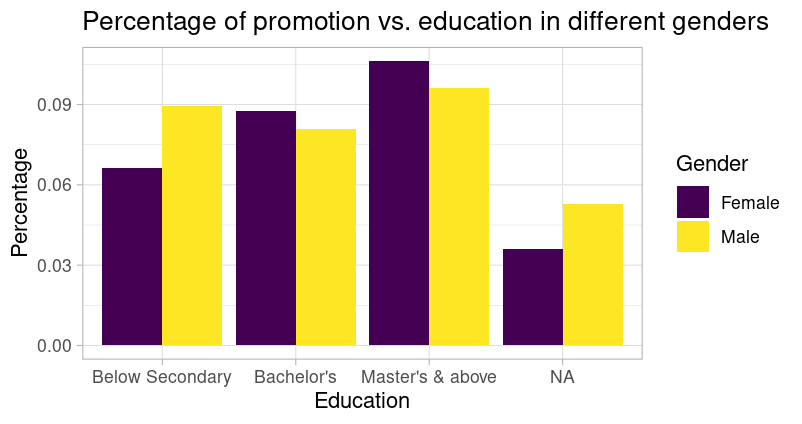 Percentage of promotion vs. education in different genders
Percentage
0.09
0.06
0.03
0.00
Below Secondary
Bachelor's
Master's & above
NA
Education
Gender
Female
Male